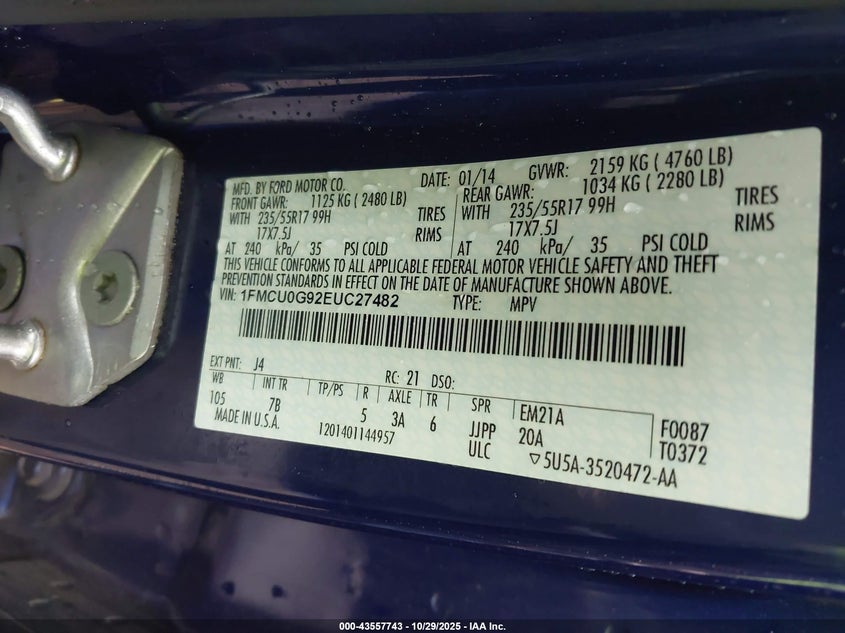 MFD. BY FORD MOTOR CO. DATE: 01/14 GVWR: 2159 KG ( 4760 LB)
FRONT GAWR: 1125 KG ( 2480 LB) REAR GAWR: 1034 KG ( 2280 LB)
WITH 235/55R17 99H TIRES WITH 235/55R17 99H TIRES
17X7.5J RIMS 17X7.5J RIMS
AT 240 kPa/ 35 PSI COLD AT 240 kPa/ 35 PSI COLD
THIS VEHICLE CONFORMS TO ALL APPLICABLE FEDERAL MOTOR VEHICLE SAFETY AND THEFT
PREVENTION STANDARDS IN EFFECT ON THE DATE OF MANUFACTURE SHOWN ABOVE.
VIN: 1FMCU0G92EUC27482 TYPE: MPV
EXT PNT: J4 RC: 21 DSO:
WB INT TR TP/PS R AXLE TR SPR EM21A F0087
105 7B 5 3A 6 JJPP 20A T0372
MADE IN U.S.A. 1201401144957 ULC ▽5U5A-3520472-AA
000-43557743 / 10/29/2025 - IAA Inc.